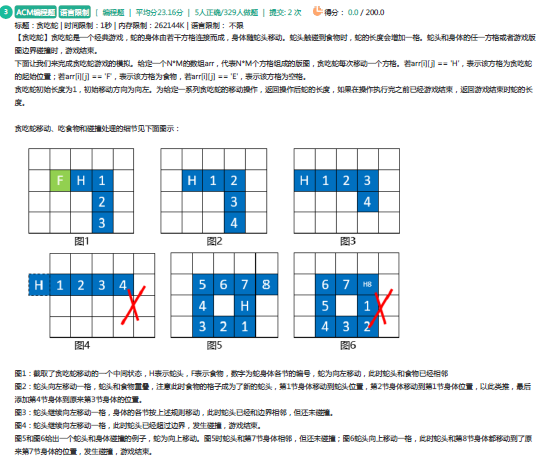 3 ACM编程题 语言限制 | 编程题 | 平均分23.16分 | 5人正确/329人做题 | 提交: 2 次 得分: 0.0 / 200.0
标题：贪吃蛇 | 时间限制：1秒 | 内存限制：262144K | 语言限制： 不限
【贪吃蛇】贪吃蛇是一个经典游戏，蛇的身体由若干方格连接而成，身体随蛇头移动。蛇头触碰到食物时，蛇的长度会增加一格。蛇头和身体的任一方格或者游戏版
图边界碰撞时，游戏结束。
下面让我们来完成贪吃蛇游戏的模拟。给定一个N*M的数组arr，代表N*M个方格组成的版图，贪吃蛇每次移动一个方格。若arr[i][j] == 'H'，表示该方格为贪吃蛇
的起始位置；若arr[i][j] == 'F'，表示该方格为食物，若arr[i][j] == 'E'，表示该方格为空格。
贪吃蛇初始长度为1，初始移动方向为向左。为给定一系列贪吃蛇的移动操作，返回操作后蛇的长度，如果在操作执行完之前已经游戏结束，返回游戏结束时蛇的长
度。
贪吃蛇移动、吃食物和碰撞处理的细节见下面图示：
F H 1
2
3
图1
H 1 2
3
4
图2
H 1 2 3
4
图3
H 1 2 3 4
图4
5 6 7 8
4 H
3 2 1
图5
6 7 H8
5 1
4 3 2
图6
图1：截取了贪吃蛇移动的一个中间状态，H表示蛇头，F表示食物，数字为蛇身体各节的编号，蛇为向左移动，此时蛇头和食物已经相邻
图2：蛇头向左移动一格，蛇头和食物重叠，注意此时食物的格子成为了新的蛇头，第1节身体移动到蛇头位置，第2节身体移动到第1节身体位置，以此类推，最后
添加第4节身体到原来第3节身体的位置。
图3：蛇头继续向左移动一格，身体的各节按上述规则移动，此时蛇头已经和边界相邻，但还未碰撞。
图4：蛇头继续向左移动一格，此时蛇头已经超过边界，发生碰撞，游戏结束。
图5和图6给出一个蛇头和身体碰撞的例子，蛇为向上移动。图5时蛇头和第7节身体相邻，但还未碰撞；图6蛇头向上移动一格，此时蛇头和第8节身体都移动到了原
来第7节身体的位置，发生碰撞，游戏结束。